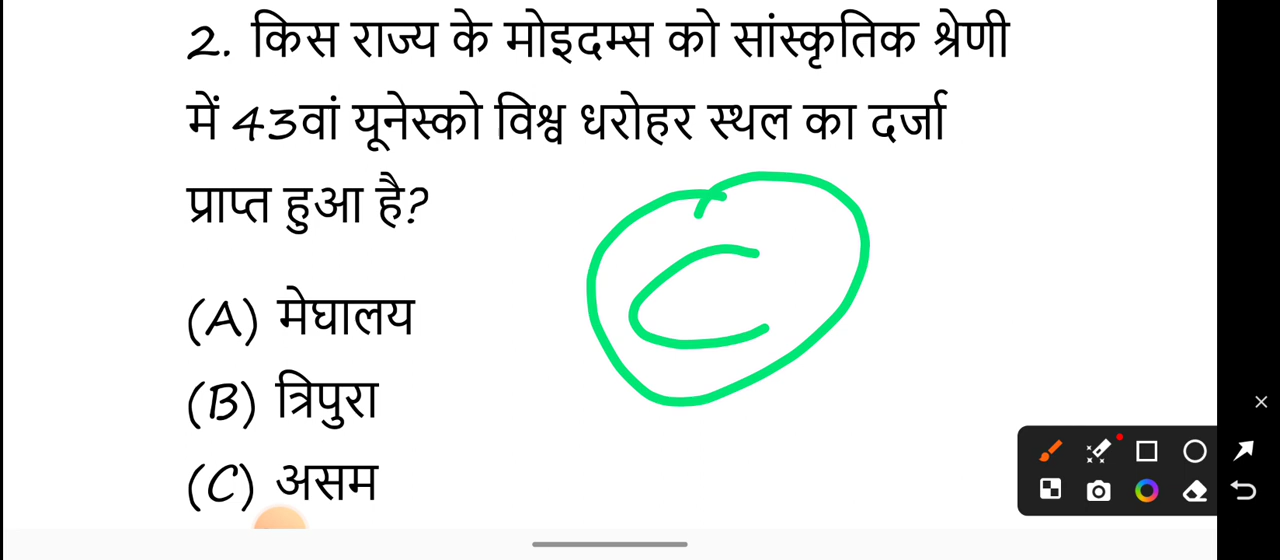 2. किस राज्य के मोइदम्स को सांस्कृतिक श्रेणी
में 43वां यूनेस्को विश्व धरोहर स्थल का दर्जा
प्राप्त हुआ है?
C
(A) मेघालय
(B) त्रिपुरा
(C) असम